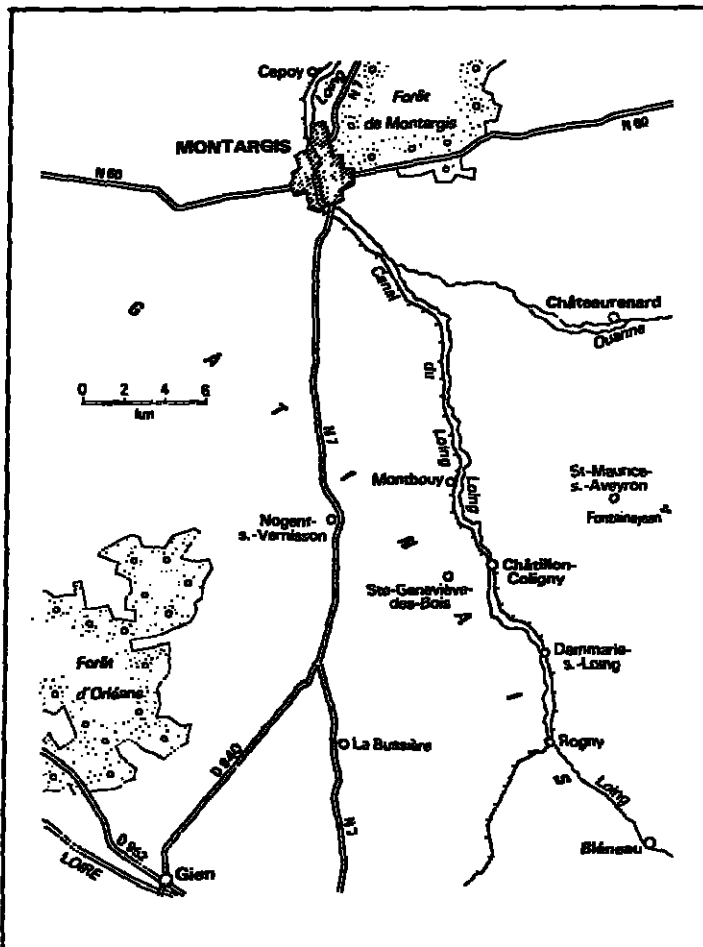 Cepoy
Loing
N 7
Forêt
de Montargis
MONTARGIS
N 60
N 60
Canal
du
Loing
Châteaurenard
Ouanne
G Â T I N A I S
0 2 4 6
km
N 7
Montbouy
Loing
St-Maurice-
s.-Aveyron
Nogent-
s.-Vernisson
Châtillon-
Coligny
Ste-Geneviève-
des-Bois
Dammarie-
s.-Loing
Forêt
d'Orléans
D 940
La Bussière
Rogny
Loing
N 7
D 952
LOIRE
Gien
Bléneau